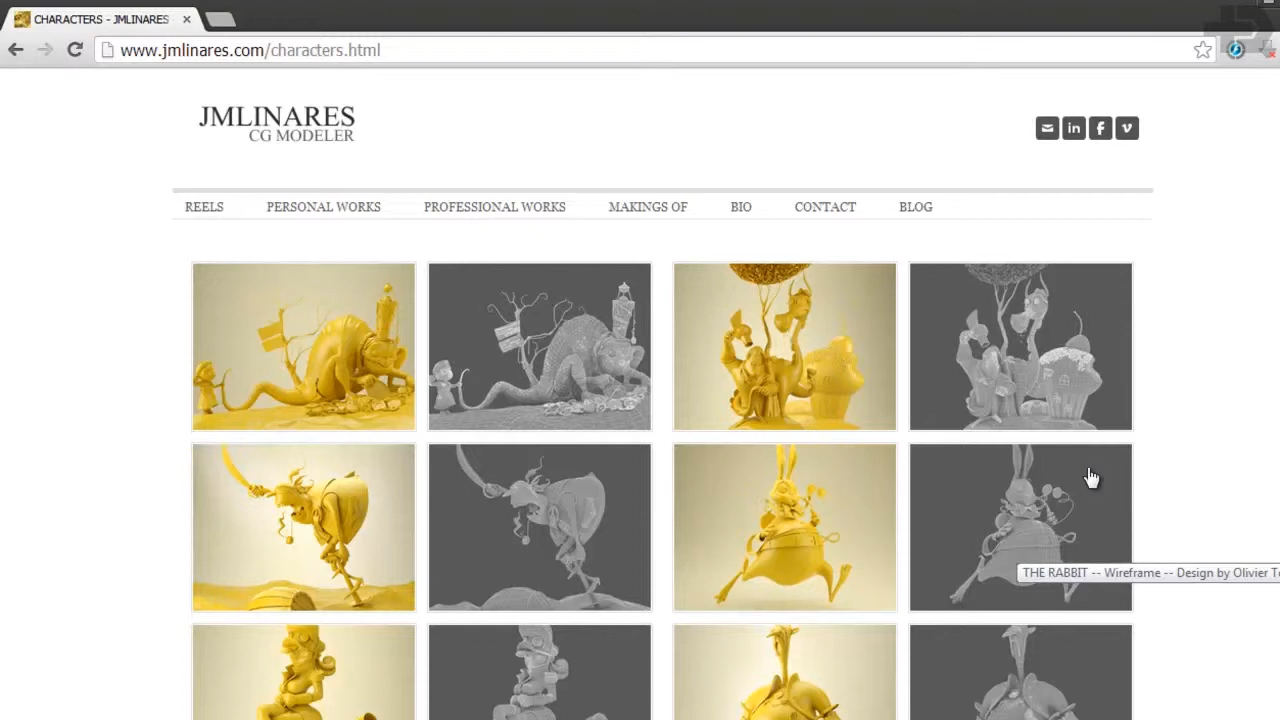 CHARACTERS - JMLINARES
www.jmlinares.com/characters.html
JMLINARES
CG MODELER
REELS PERSONAL WORKS PROFESSIONAL WORKS MAKINGS OF BIO CONTACT BLOG
THE RABBIT -- Wireframe -- Design by Olivier